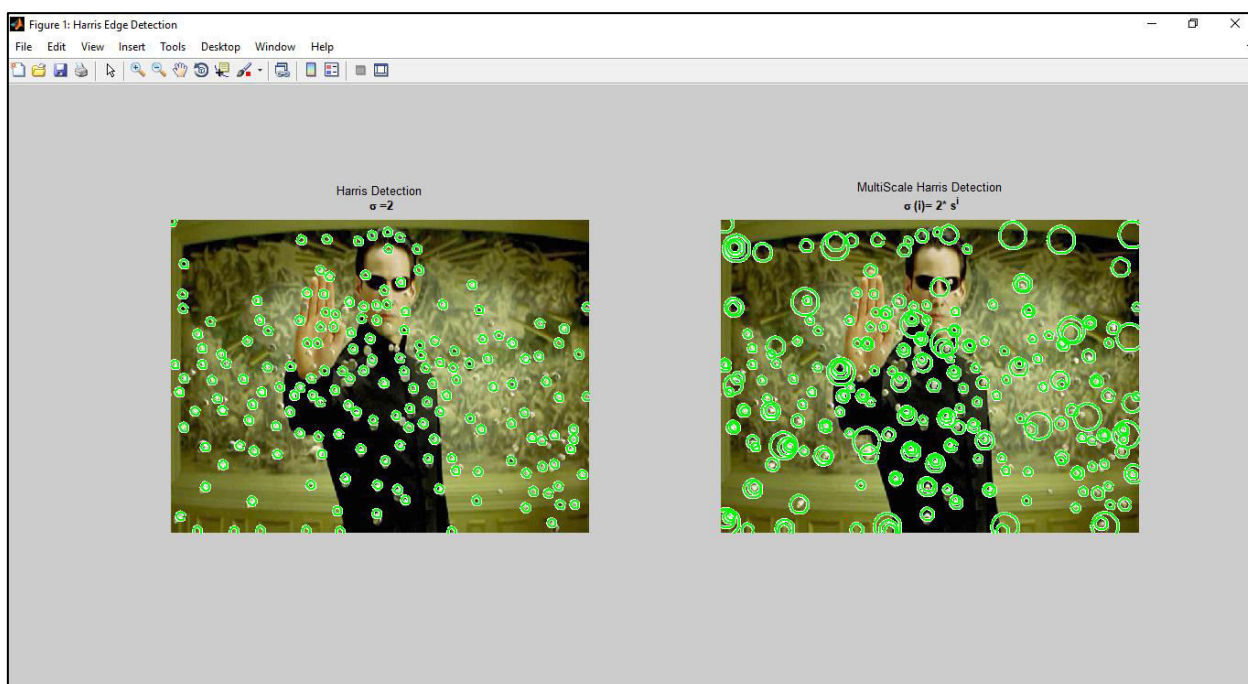 Figure 1: Harris Edge Detection
File Edit View Insert Tools Desktop Window Help
Harris Detection
σ =2
MultiScale Harris Detection
σ (i)= 2* sⁱ